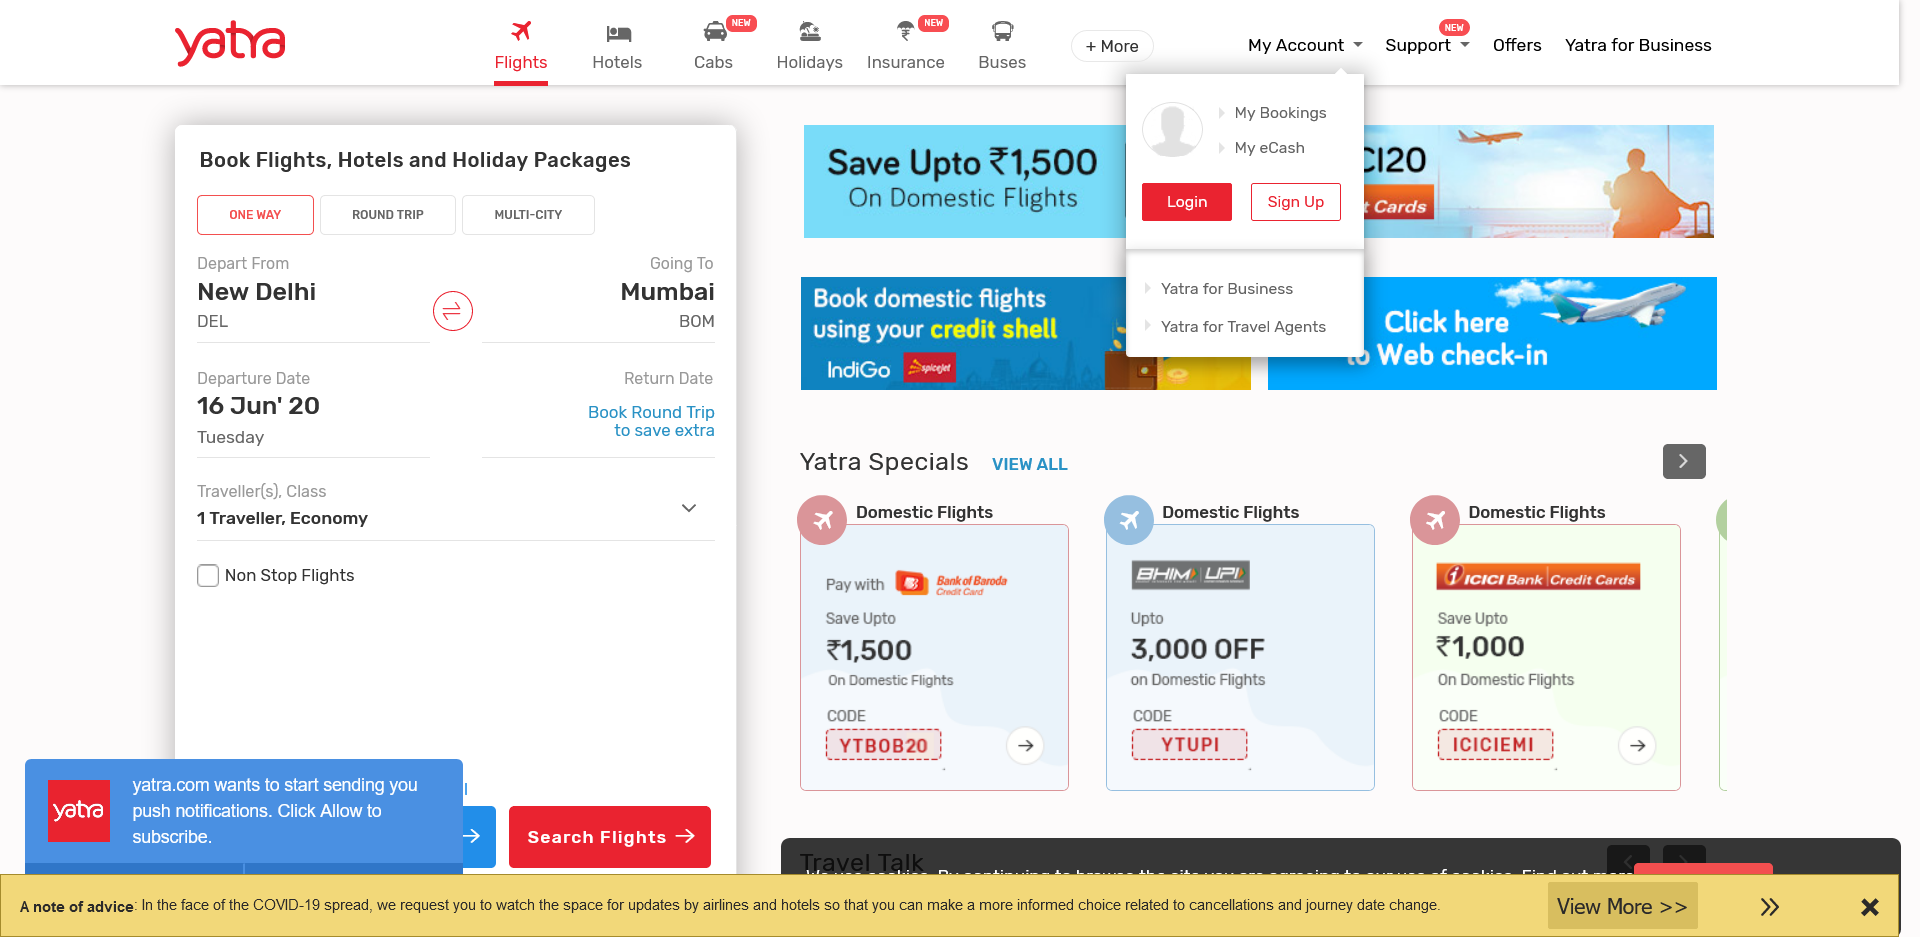 yatra
Flights
Hotels
NEW
Cabs
Holidays
NEW
Insurance
Buses
+ More
My Account
NEW
Support
Offers
Yatra for Business
My Bookings
My eCash
Login
Sign Up
Yatra for Business
Yatra for Travel Agents
Book Flights, Hotels and Holiday Packages
ONE WAY
ROUND TRIP
MULTI-CITY
Depart From
New Delhi
DEL
Going To
Mumbai
BOM
Departure Date
16 Jun' 20
Tuesday
Return Date
Book Round Trip
to save extra
Traveller(s), Class
1 Traveller, Economy
Non Stop Flights
Search Flights
Save Upto ₹1,500
On Domestic Flights
CI20
t Cards
Book domestic flights
using your credit shell
IndiGo
spicejet
Click here
to Web check-in
Yatra Specials
VIEW ALL
Domestic Flights
Pay with
Bank of Baroda
Credit Card
Save Upto
₹1,500
On Domestic Flights
CODE
YTBOB20
Domestic Flights
BHIM UPI
Upto
3,000 OFF
on Domestic Flights
CODE
YTUPI
Domestic Flights
ICICI Bank Credit Cards
Save Upto
₹1,000
On Domestic Flights
CODE
ICICIEMI
Travel Talk
We use cookies. By continuing to browse the site you are agreeing to our use of cookies. Find out more
yatra
yatra.com wants to start sending you
push notifications. Click Allow to
subscribe.
A note of advice: In the face of the COVID-19 spread, we request you to watch the space for updates by airlines and hotels so that you can make a more informed choice related to cancellations and journey date change.
View More >>